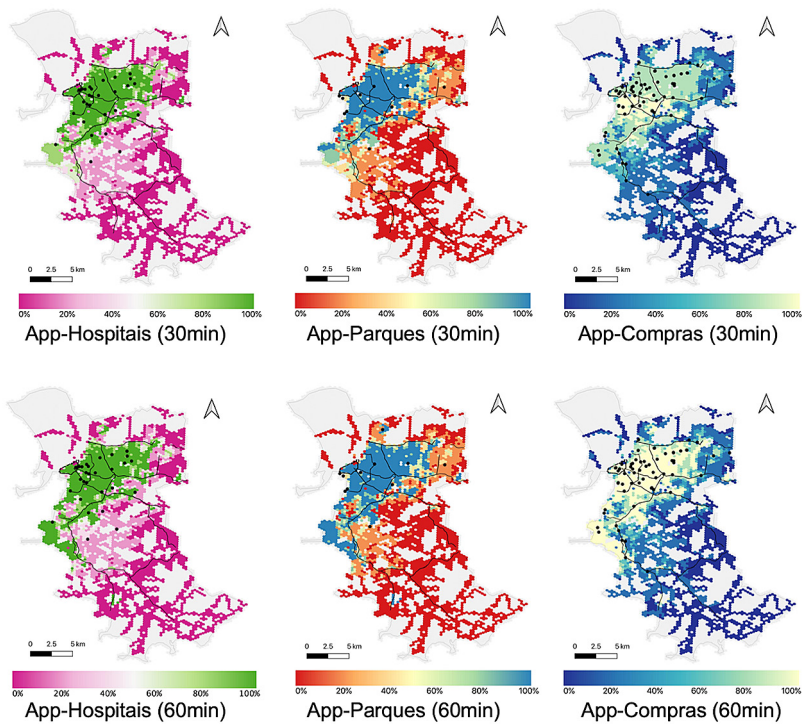 0 2.5 5 km
0 2.5 5 km
0 2.5 5 km
0% 20% 40% 60% 80% 100%
0% 20% 40% 60% 80% 100%
0% 20% 40% 60% 80% 100%
App-Hospitais (30min)
App-Parques (30min)
App-Compras (30min)
0 2.5 5 km
0 2.5 5 km
0 2.5 5 km
0% 20% 40% 60% 80% 100%
0% 20% 40% 60% 80% 100%
0% 20% 40% 60% 80% 100%
App-Hospitais (60min)
App-Parques (60min)
App-Compras (60min)